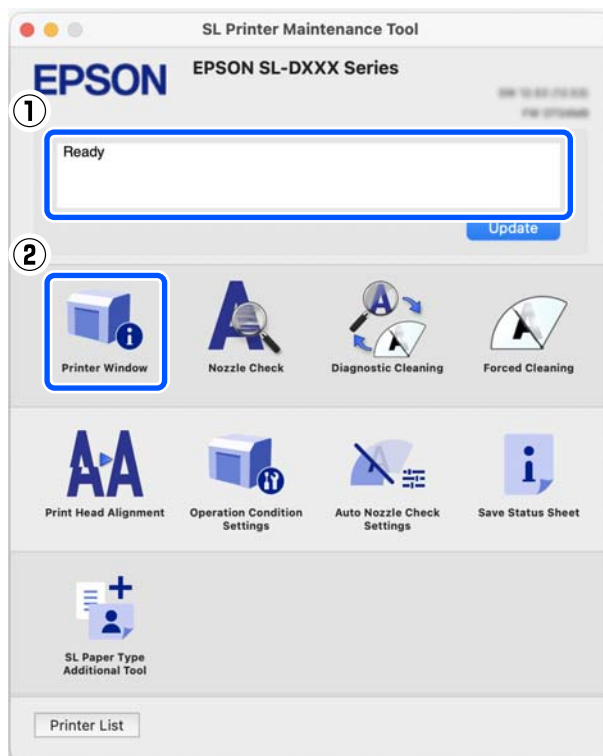 SL Printer Maintenance Tool
EPSON
EPSON SL-DXXX Series
①
Ready
Update
②
Printer Window
Nozzle Check
Diagnostic Cleaning
Forced Cleaning
Print Head Alignment
Operation Condition
Settings
Auto Nozzle Check
Settings
Save Status Sheet
SL Paper Type
Additional Tool
Printer List